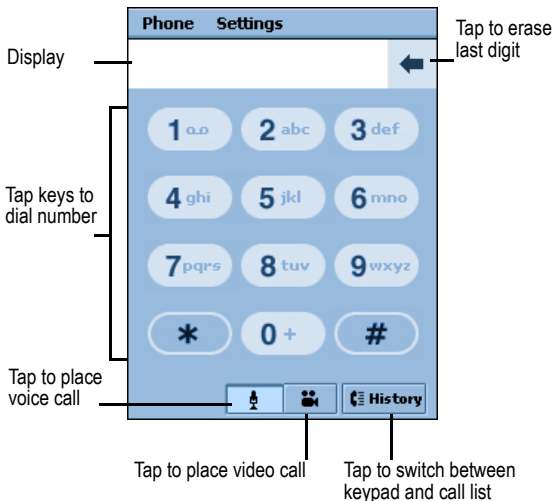 Phone Settings
Tap to erase
last digit
Display
1
2 abc
3 def
Tap keys to
dial number
4 ghi
5 jkl
6 mno
7 pqrs
8 tuv
9 wxyz
* 
0 +
#
Tap to place
voice call
History
Tap to place video call
Tap to switch between
keypad and call list